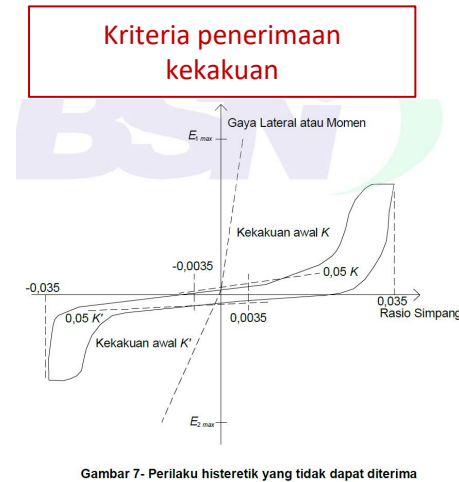 Kriteria penerimaan
kekakuan
BSN
Gaya Lateral atau Momen
E1 max
Kekakuan awal K
-0,0035
0,05 K
-0,035
0,035
Rasio Simpang
0,05 K'
0,0035
Kekakuan awal K'
E2 max
Gambar 7- Perilaku histeretik yang tidak dapat diterima